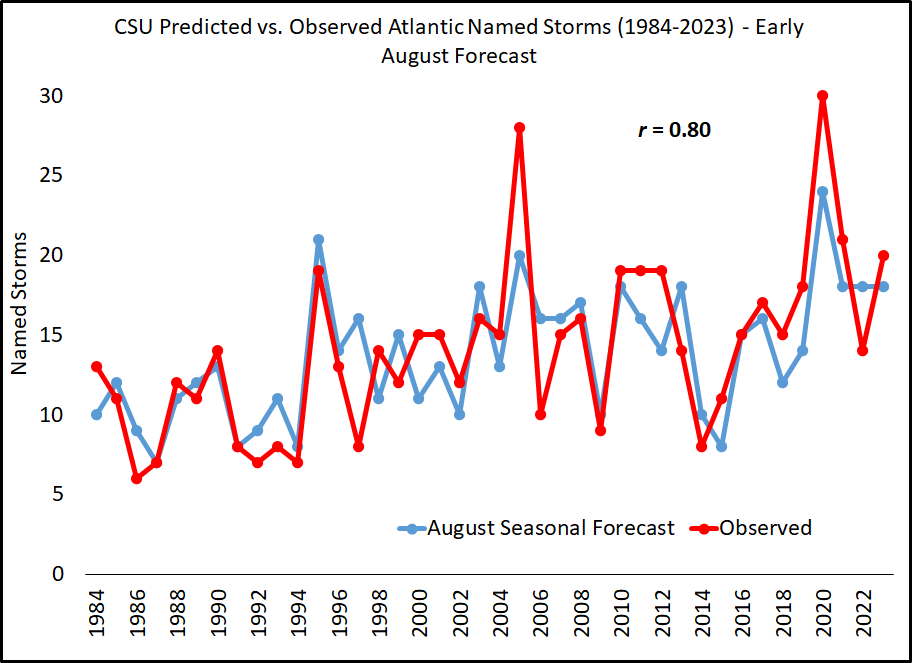 CSU Predicted vs. Observed Atlantic Named Storms (1984-2023) - Early
August Forecast
30
r = 0.80
25
20
Named Storms
15
10
5
August Seasonal Forecast Observed
0
1984 1986 1988 1990 1992 1994 1996 1998 2000 2002 2004 2006 2008 2010 2012 2014 2016 2018 2020 2022